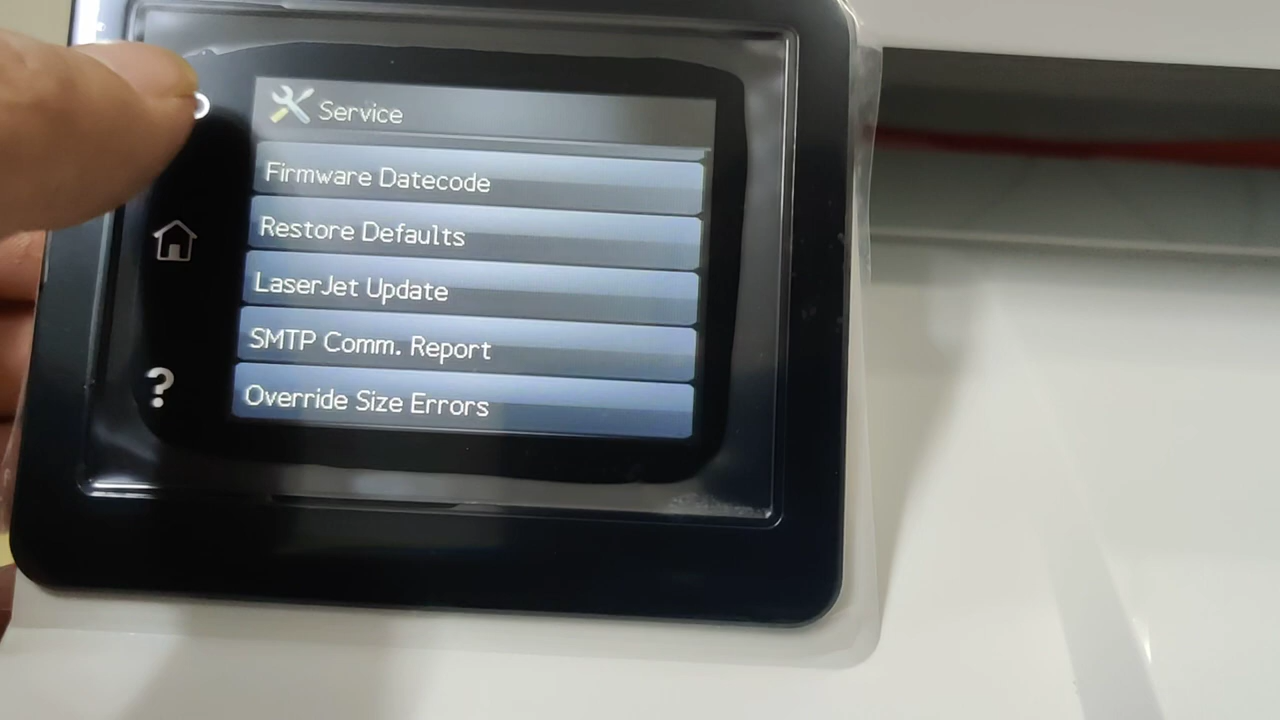 Service
Firmware Datecode
Restore Defaults
LaserJet Update
SMTP Comm. Report
Override Size Errors
?